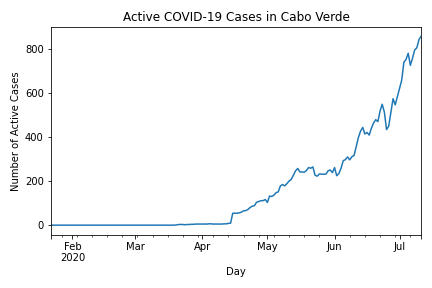 Active COVID-19 Cases in Cabo Verde
Number of Active Cases
800
600
400
200
0
Feb
2020
Mar
Apr
May
Jun
Jul
Day